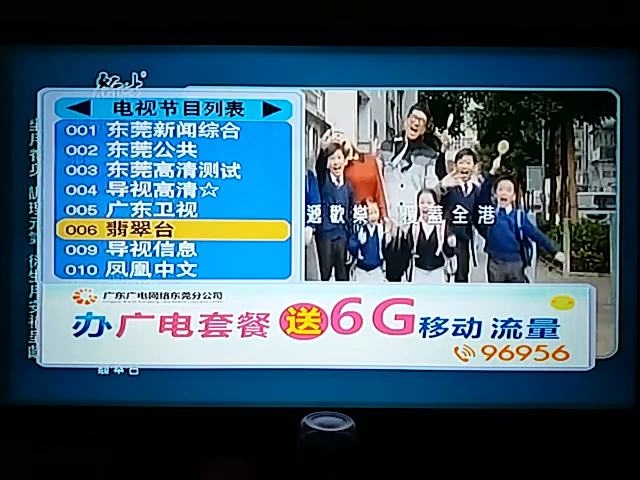 电视节目列表
001 东莞新闻综合
002 东莞公共
003 东莞高清测试
004 导视高清☆
005 广东卫视
006 翡翠台
009 导视信息
010 凤凰中文
歡樂 覆蓋全港
广东广电网络东莞分公司
办广电套餐送6G移动流量
96956
翡翠台